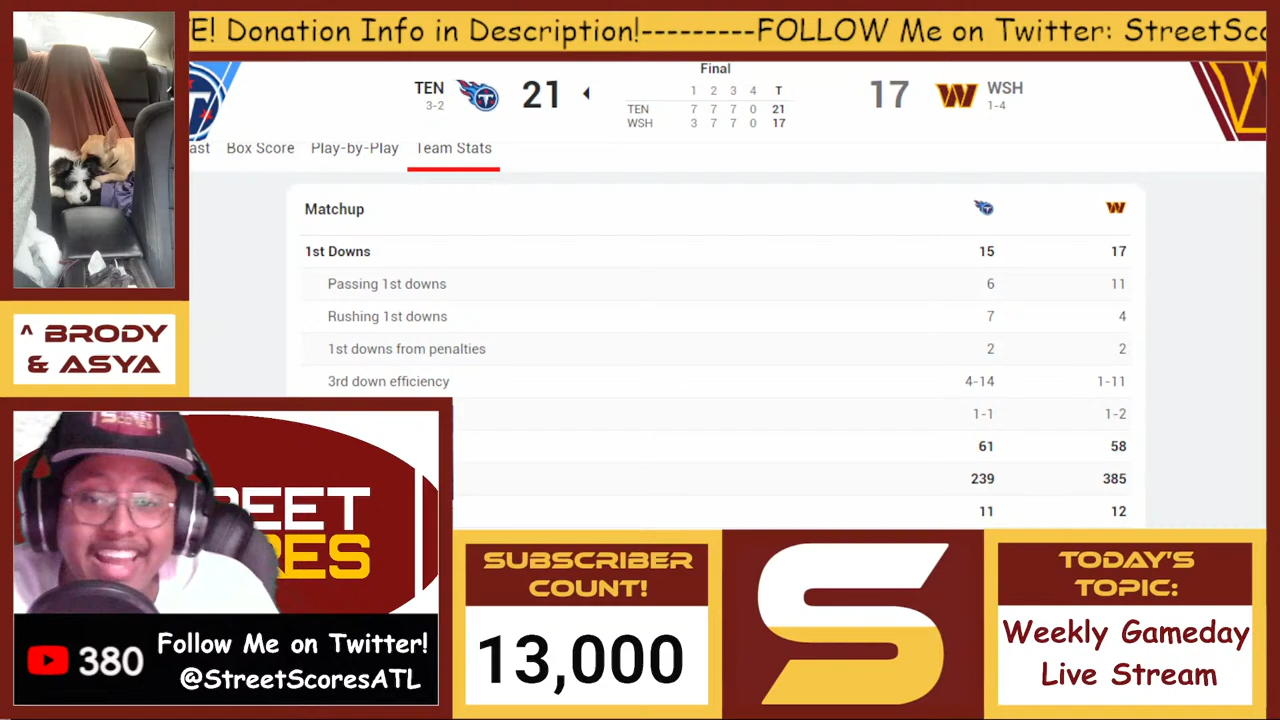 E! Donation Info in Description!---------FOLLOW Me on Twitter: StreetSco
Final
TEN
3-2
21
1 2 3 4 T
TEN 7 7 7 0 21
WSH 3 7 7 0 17
17
WSH
1-4
ast Box Score Play-by-Play Team Stats
Matchup
1st Downs 15 17
Passing 1st downs 6 11
Rushing 1st downs 7 4
1st downs from penalties 2 2
3rd down efficiency 4-14 1-11
1-1 1-2
61 58
239 385
11 12
^ BRODY
& ASYA
REET
RES
380
Follow Me on Twitter!
@StreetScoresATL
SUBSCRIBER
COUNT!
13,000
S
TODAY'S
TOPIC:
Weekly Gameday
Live Stream